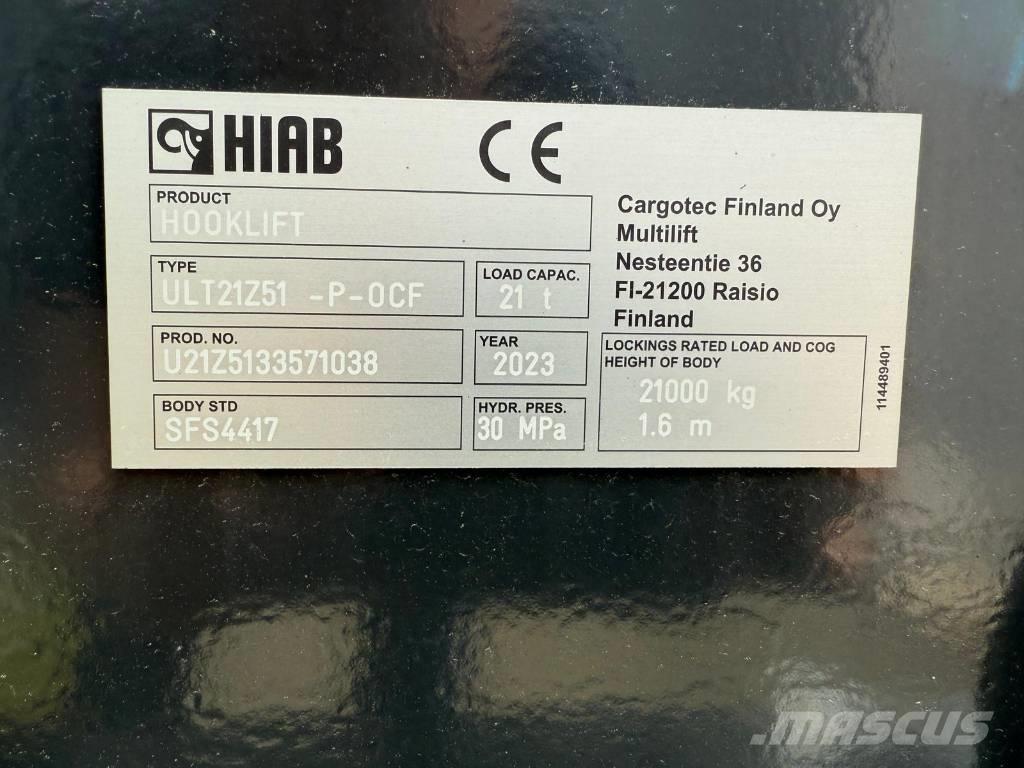 HIAB CE
PRODUCT
HOOKLIFT
TYPE
ULT21Z51 -P-OCF
LOAD CAPAC.
21 t
PROD. NO.
U21Z5133571038
YEAR
2023
BODY STD
SFS4417
HYDR. PRES.
30 MPa
Cargotec Finland Oy
Multilift
Nesteentie 36
FI-21200 Raisio
Finland
LOCKINGS RATED LOAD AND COG
HEIGHT OF BODY
21000 kg
1.6 m
114489401
MASCUS